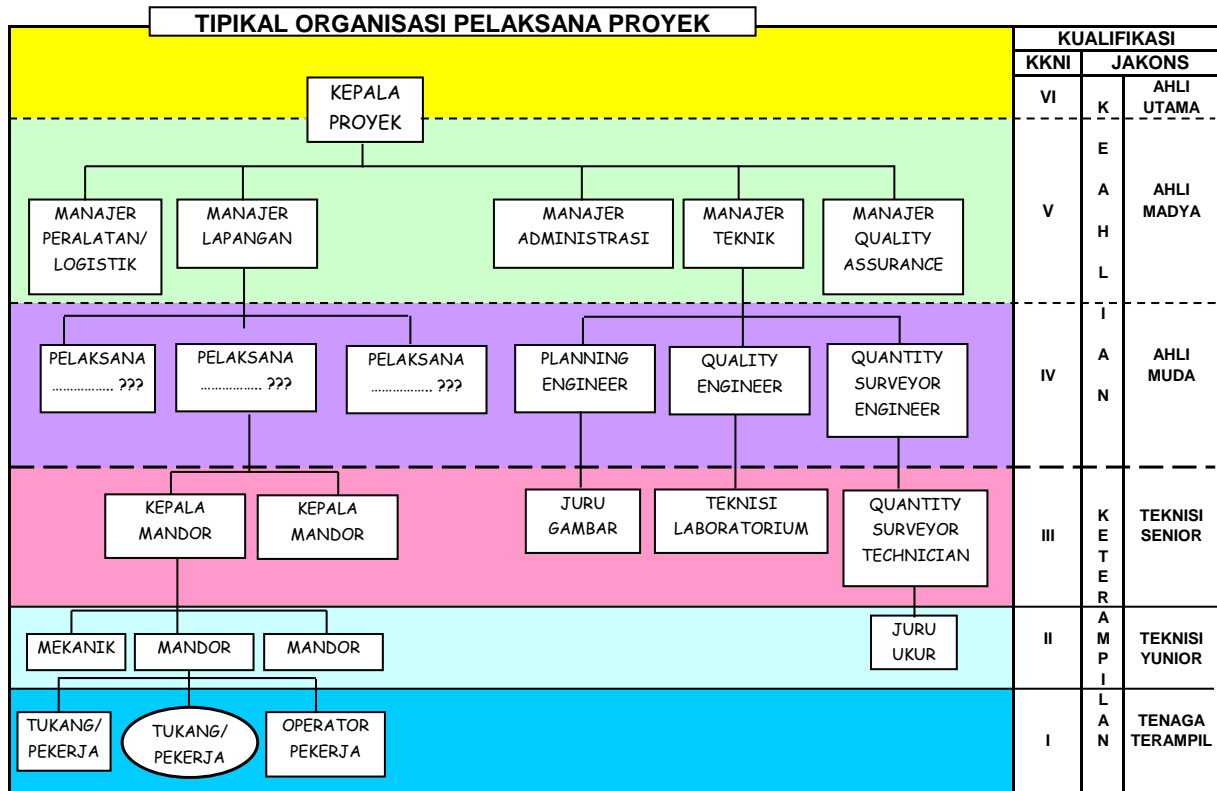 TIPIKAL ORGANISASI PELAKSANA PROYEK
KUALIFIKASI
KKNI
JAKONS
KEPALA
PROYEK
VI
AHLI
UTAMA
K
E
A
H
L
I
A
N
MANAJER
PERALATAN/
LOGISTIK
MANAJER
LAPANGAN
MANAJER
ADMINISTRASI
MANAJER
TEKNIK
MANAJER
QUALITY
ASSURANCE
V
AHLI
MADYA
PELAKSANA
................. ???
PELAKSANA
................. ???
PELAKSANA
................. ???
PLANNING
ENGINEER
QUALITY
ENGINEER
QUANTITY
SURVEYOR
ENGINEER
IV
AHLI
MUDA
KEPALA
MANDOR
KEPALA
MANDOR
JURU
GAMBAR
TEKNISI
LABORATORIUM
QUANTITY
SURVEYOR
TECHNICIAN
III
K
E
T
E
R
A
M
P
I
L
A
N
TEKNISI
SENIOR
MEKANIK
MANDOR
MANDOR
JURU
UKUR
II
TEKNISI
YUNIOR
TUKANG/
PEKERJA
TUKANG/
PEKERJA
OPERATOR
PEKERJA
I
TENAGA
TERAMPIL